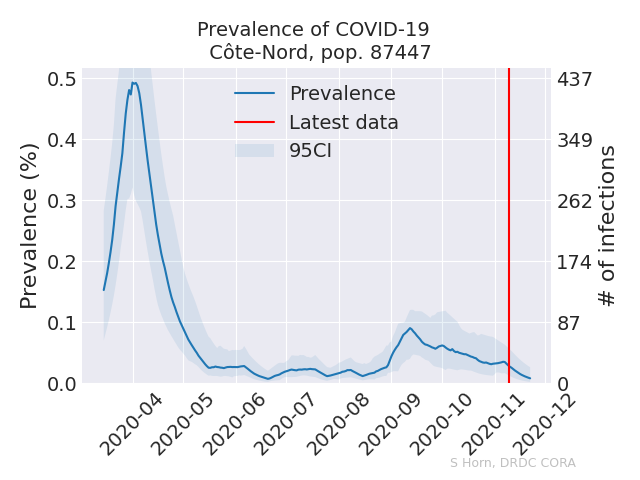 Prevalence of COVID-19
Côte-Nord, pop. 87447
Prevalence (%)
0.5
0.4
0.3
0.2
0.1
0.0
Prevalence
Latest data
95CI
437
349
262
174
87
0
# of infections
2020-04
2020-05
2020-06
2020-07
2020-08
2020-09
2020-10
2020-11
2020-12
S Horn, DRDC CORA